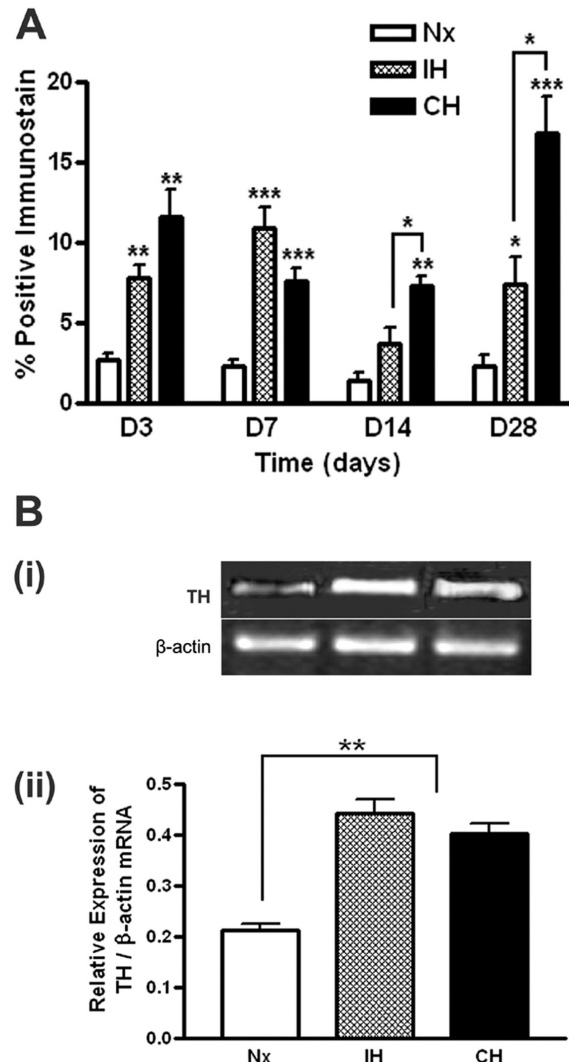 A
Nx
IH
CH
% Positive Immunostain
20
15
10
5
0
** ** *** *** * ** * * ***
D3 D7 D14 D28
Time (days)
B
(i)
TH
β-actin
(ii)
Relative Expression of
TH / β-actin mRNA
0.5
0.4
0.3
0.2
0.1
0.0
**
Nx IH CH